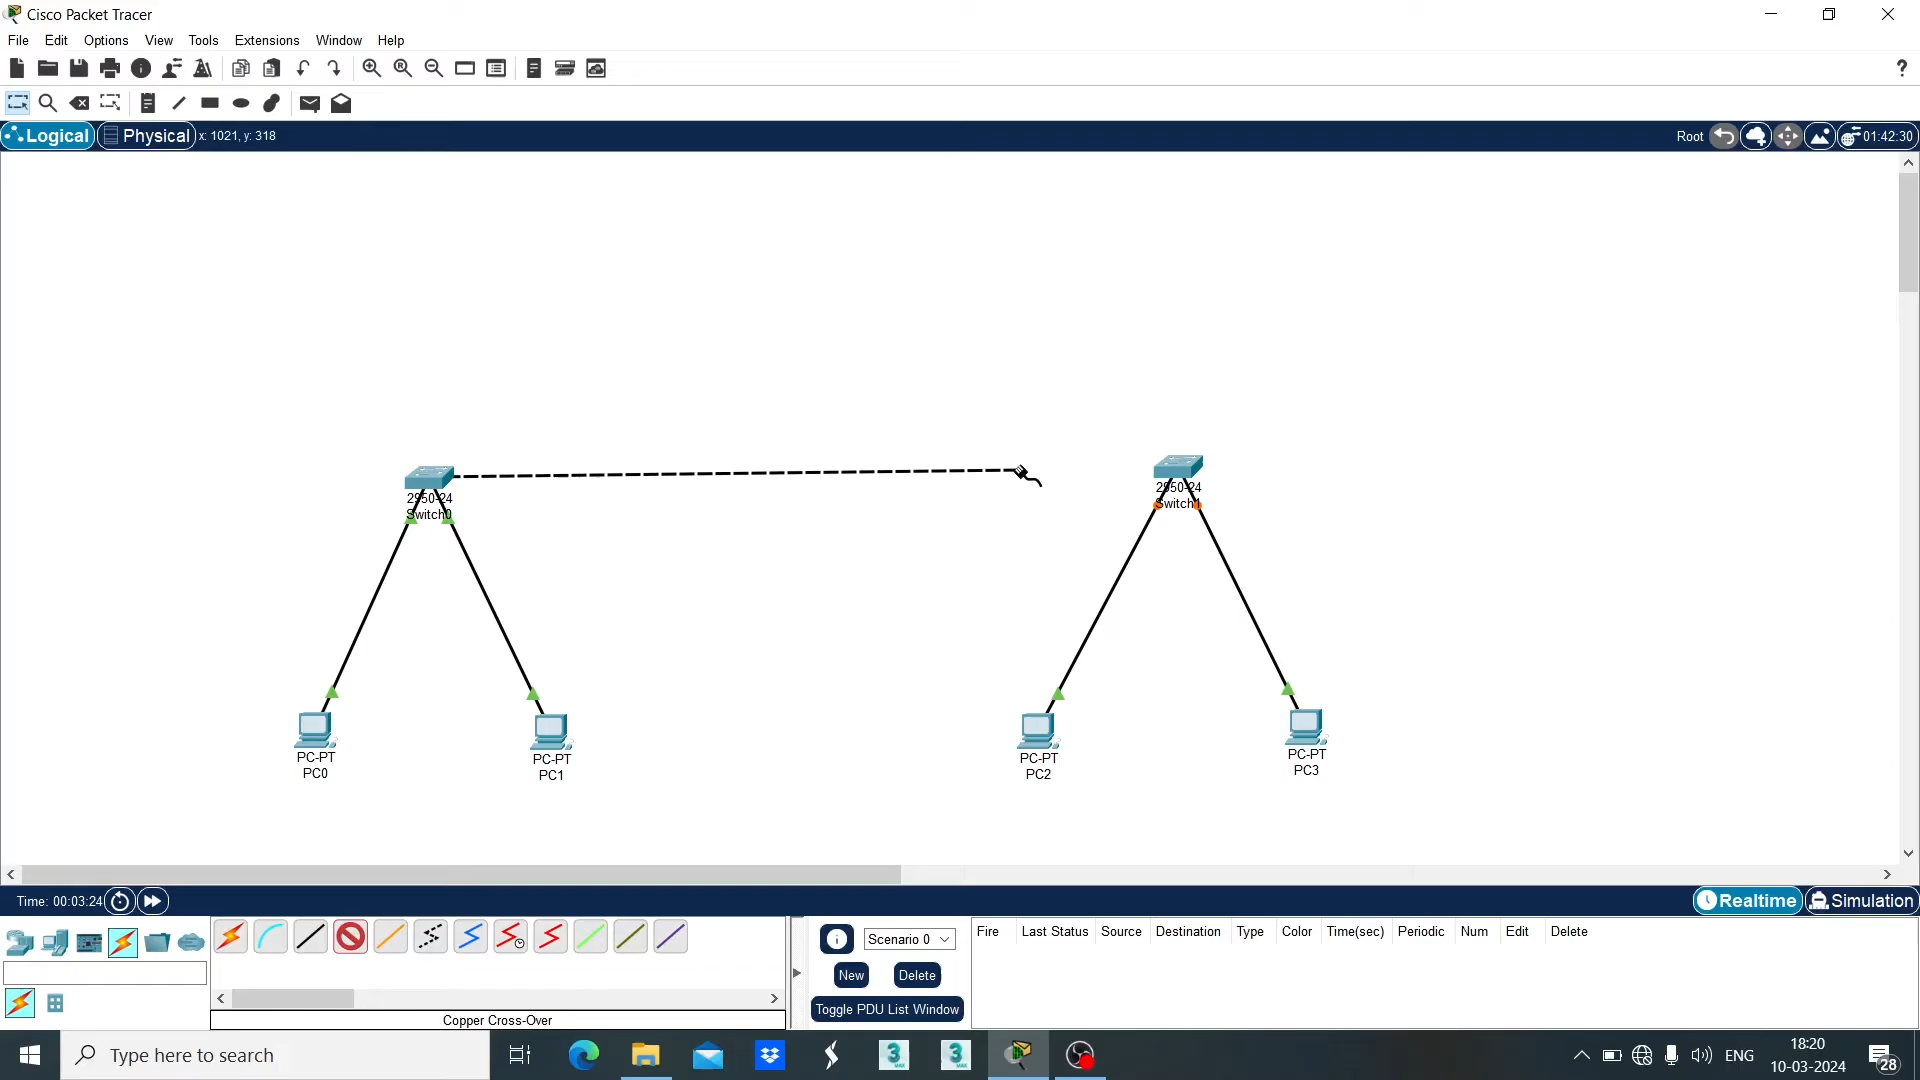 Cisco Packet Tracer
File Edit Options View Tools Extensions Window Help
?
Logical Physical x: 1021, y: 318 Root 01:42:30
2950-24
Switch0
2950-24
Switch1
PC-PT
PC0
PC-PT
PC1
PC-PT
PC2
PC-PT
PC3
Time: 00:03:24 Realtime Simulation
Scenario 0
New Delete
Toggle PDU List Window
Fire Last Status Source Destination Type Color Time(sec) Periodic Num Edit Delete
Copper Cross-Over
Type here to search
3
MAX
3
MAX
ENG
18:20
10-03-2024
28